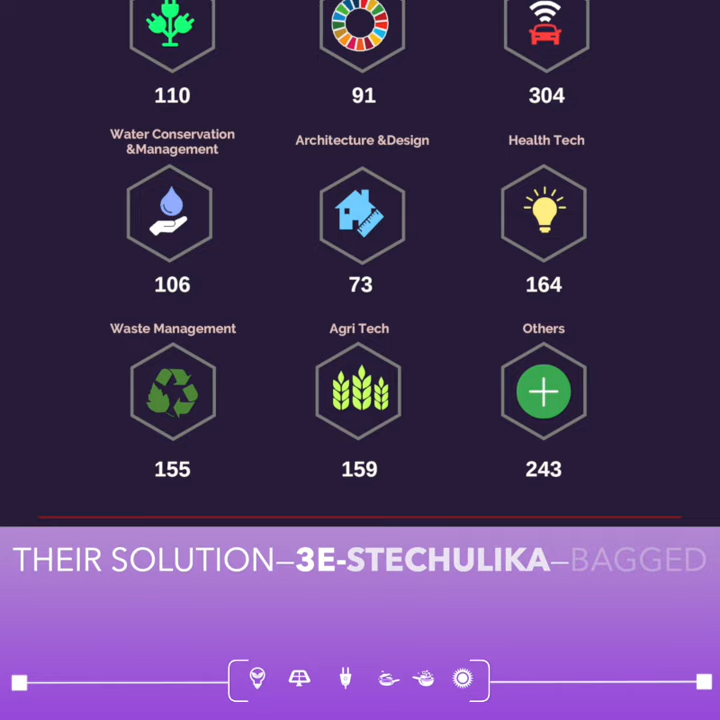 110 91 304
Water Conservation
&Management
Architecture &Design
Health Tech
106 73 164
Waste Management Agri Tech Others
155 159 243
THEIR SOLUTION–3E-STECHULIKA–BAGGED